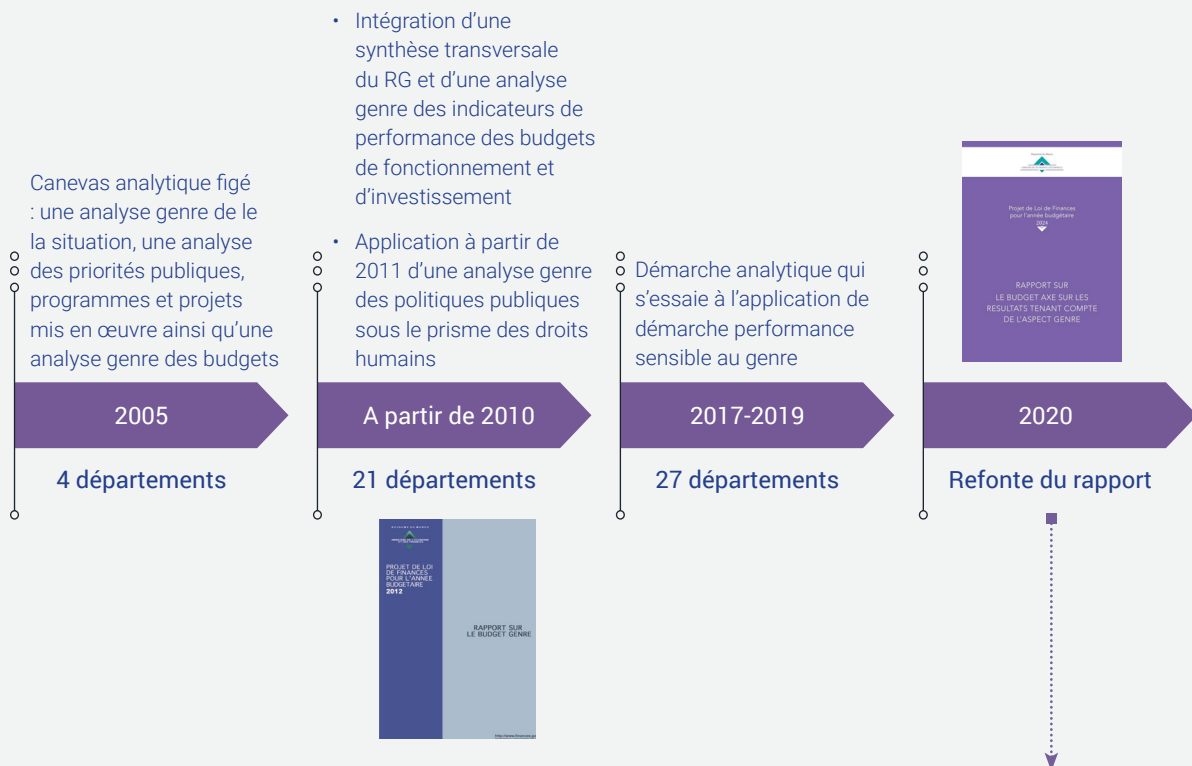 Canevas analytique figé
: une analyse genre de le
la situation, une analyse
des priorités publiques,
programmes et projets
mis en œuvre ainsi qu'une
analyse genre des budgets
2005
4 départements
• Intégration d'une
synthèse transversale
du RG et d'une analyse
genre des indicateurs de
performance des budgets
de fonctionnement et
d'investissement
• Application à partir de
2011 d'une analyse genre
des politiques publiques
sous le prisme des droits
humains
A partir de 2010
21 départements
PROJET DE LOI
DE FINANCES
POUR L'ANNÉE
BUDGÉTAIRE
2012
RAPPORT SUR
LE BUDGET GENRE
Démarche analytique qui
s'essaie à l'application de
démarche performance
sensible au genre
2017-2019
27 départements
Projet de Loi de Finances
pour l'année budgétaire
2024
RAPPORT SUR
LE BUDGET AXE SUR LES
RESULTATS TENANT COMPTE
DE L'ASPECT GENRE
2020
Refonte du rapport